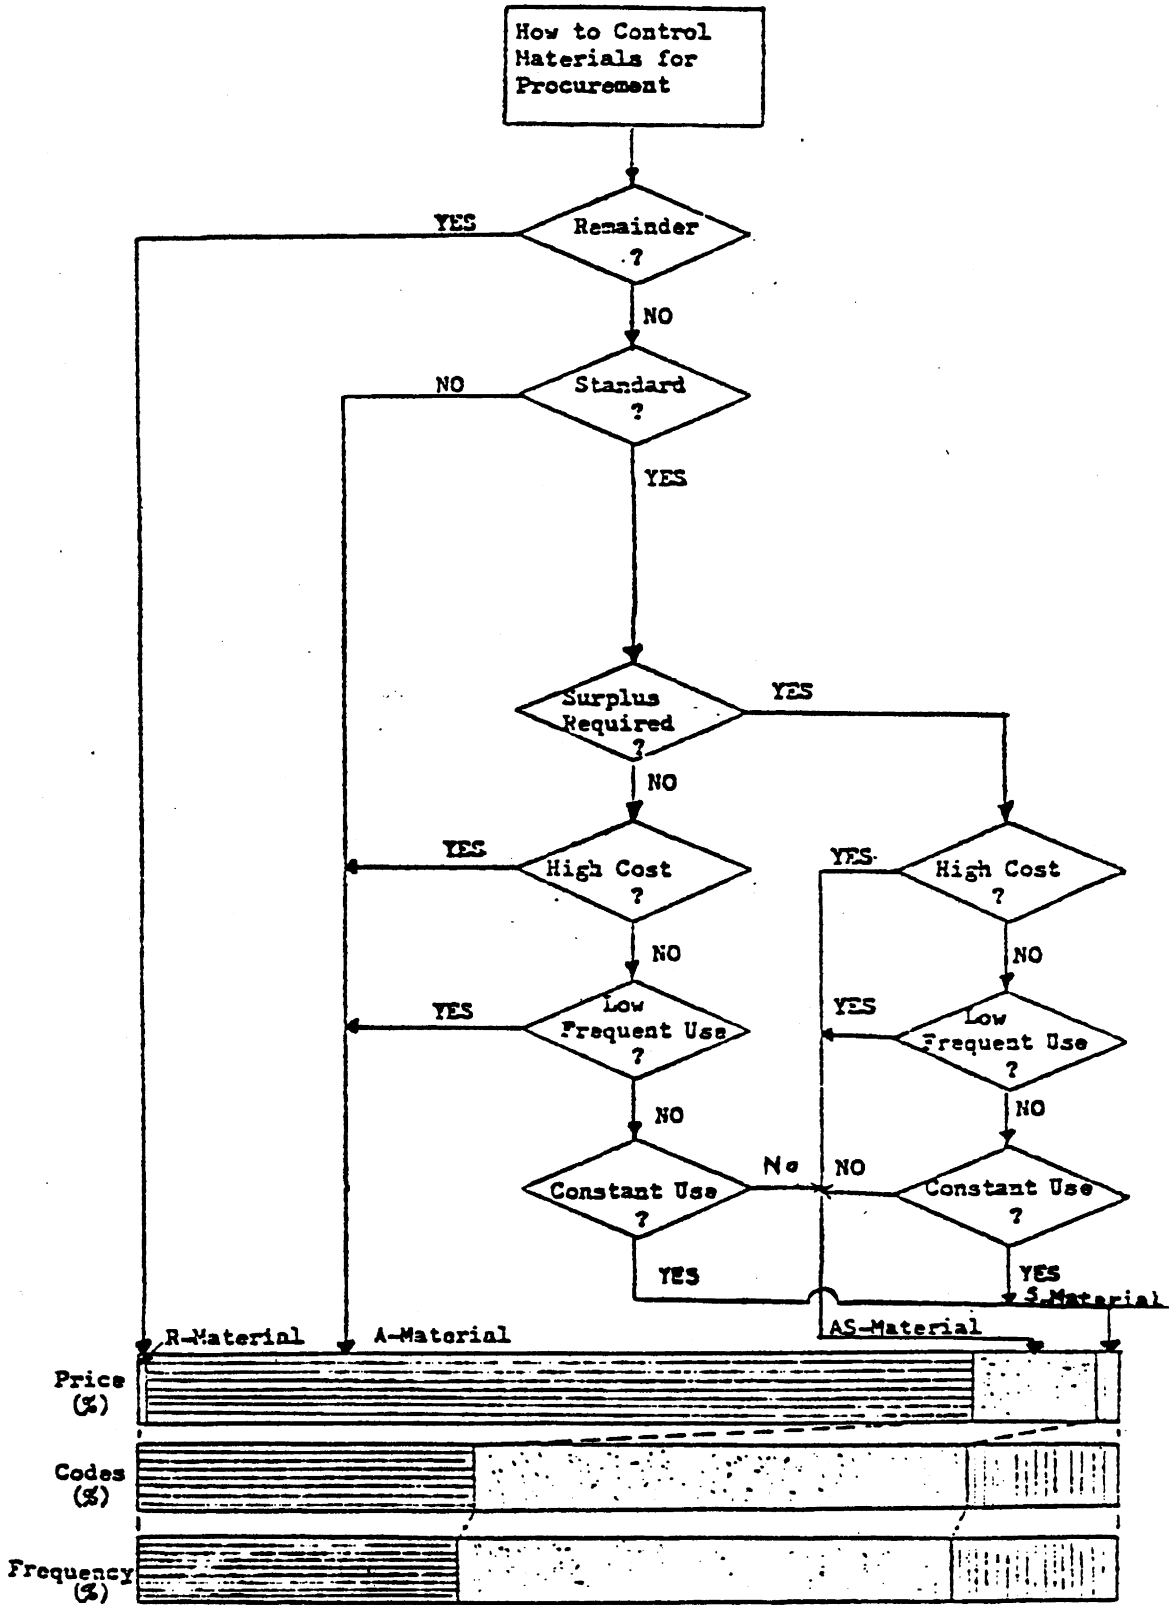 How to Control
Materials for
Procurement
YES
Remainder
?
NO
NO
Standard
?
YES
Surplus
Required
?
YES
NO
YES
High Cost
?
YES
High Cost
?
NO
NO
YES
Low
Frequent Use
?
YES
Low
Frequent Use
?
NO
NO
Constant Use
?
No
NO
Constant Use
?
YES
YES
S-Material
R-Material
A-Material
AS-Material
Price
(%)
Codes
(%)
Frequency
(%)